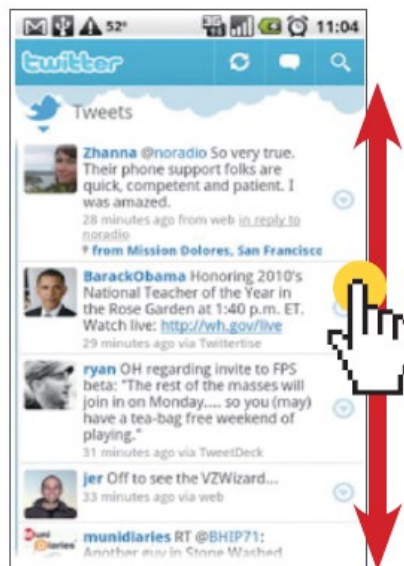 52° 3G 11:04
twitter
Tweets
Zhanna @noradio So very true.
Their phone support folks are
quick, competent and patient. I
was amazed.
28 minutes ago from web in reply to
noradio
from Mission Dolores, San Francisco
BarackObama Honoring 2010's
National Teacher of the Year in
the Rose Garden at 1:40 p.m. ET.
Watch live: http://wh.gov/live
29 minutes ago via Twittertise
ryan OH regarding invite to FPS
beta: "The rest of the masses will
join in on Monday.... so you (may)
have a tea-bag free weekend of
playing."
31 minutes ago via TweetDeck
jer Off to see the VZWizard...
33 minutes ago via web
Muni Diaries munidiaries RT @BHIP71:
Another guy in Stone Washed